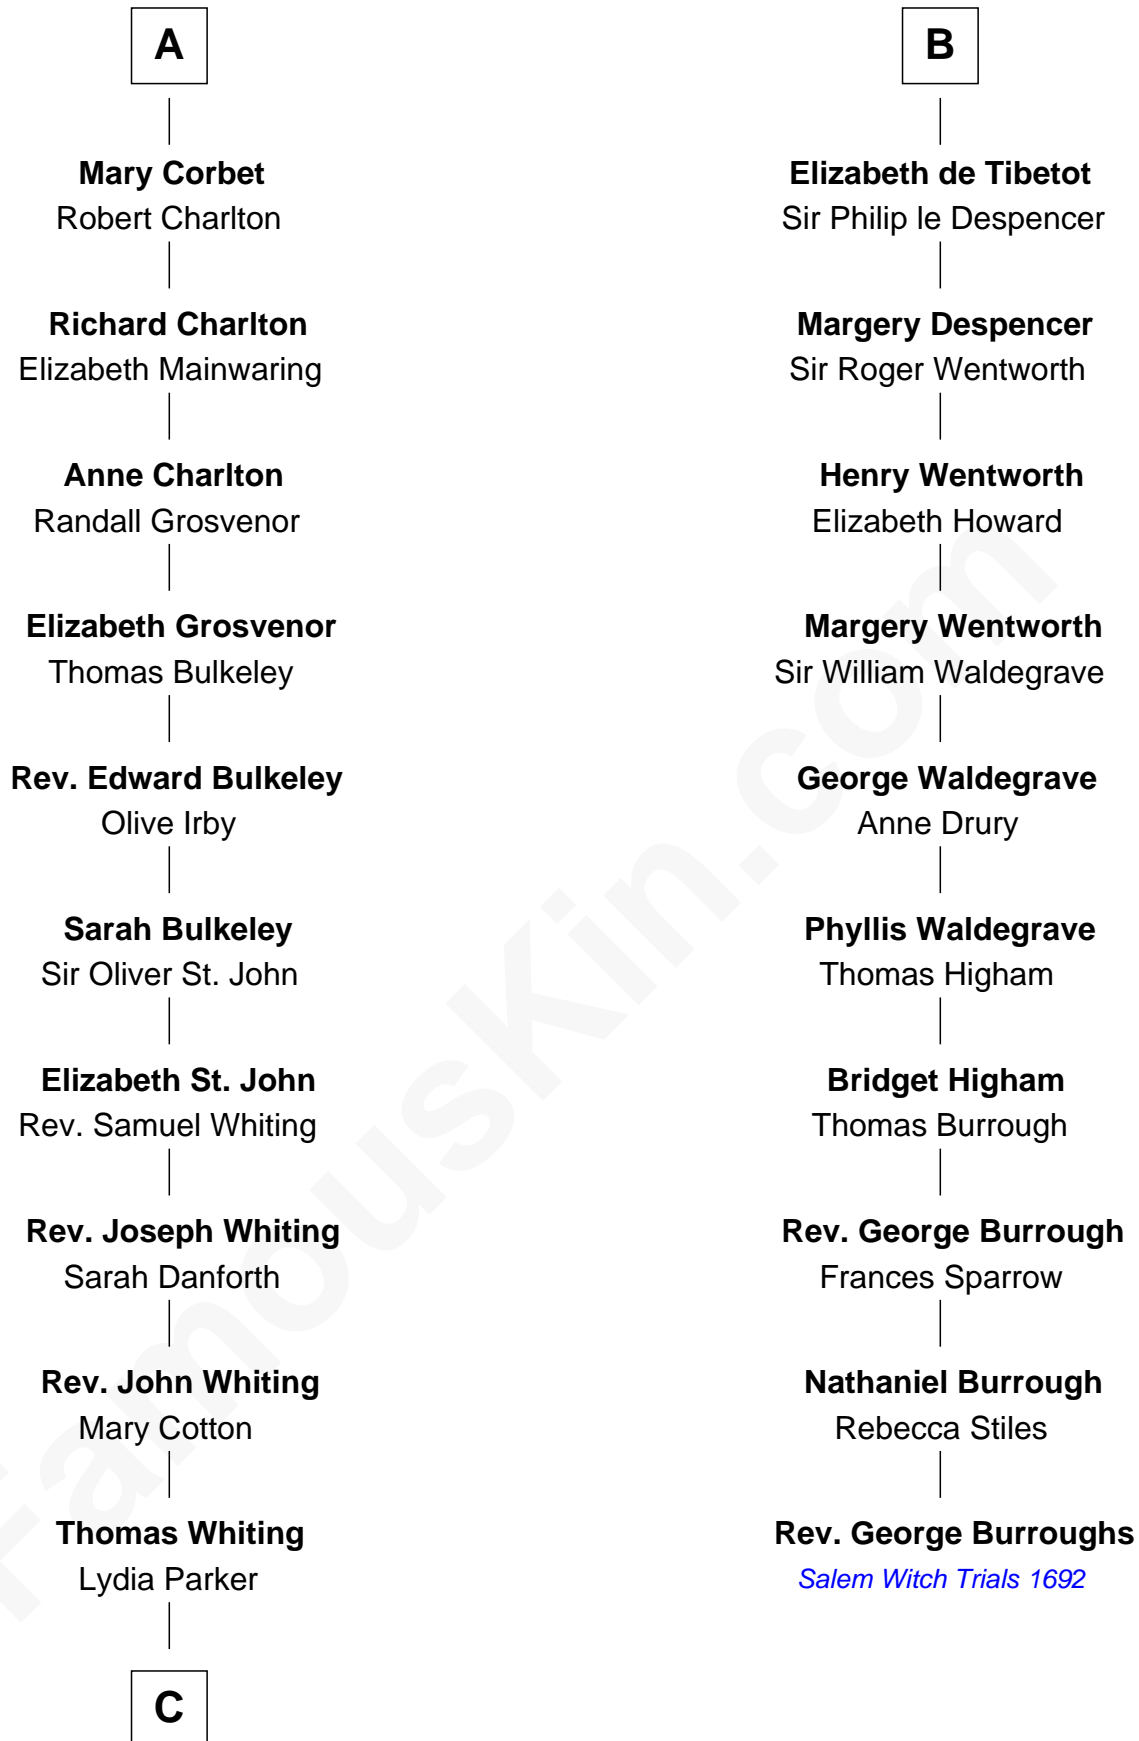 A
Mary Corbet
Robert Charlton
Richard Charlton
Elizabeth Mainwaring
Anne Charlton
Randall Grosvenor
Elizabeth Grosvenor
Thomas Bulkeley
Rev. Edward Bulkeley
Olive Irby
Sarah Bulkeley
Sir Oliver St. John
Elizabeth St. John
Rev. Samuel Whiting
Rev. Joseph Whiting
Sarah Danforth
Rev. John Whiting
Mary Cotton
Thomas Whiting
Lydia Parker
C
B
Elizabeth de Tibetot
Sir Philip le Despencer
Margery Despencer
Sir Roger Wentworth
Henry Wentworth
Elizabeth Howard
Margery Wentworth
Sir William Waldegrave
George Waldegrave
Anne Drury
Phyllis Waldegrave
Thomas Higham
Bridget Higham
Thomas Burrough
Rev. George Burrough
Frances Sparrow
Nathaniel Burrough
Rebecca Stiles
Rev. George Burroughs
Salem Witch Trials 1692
FamousKin.com